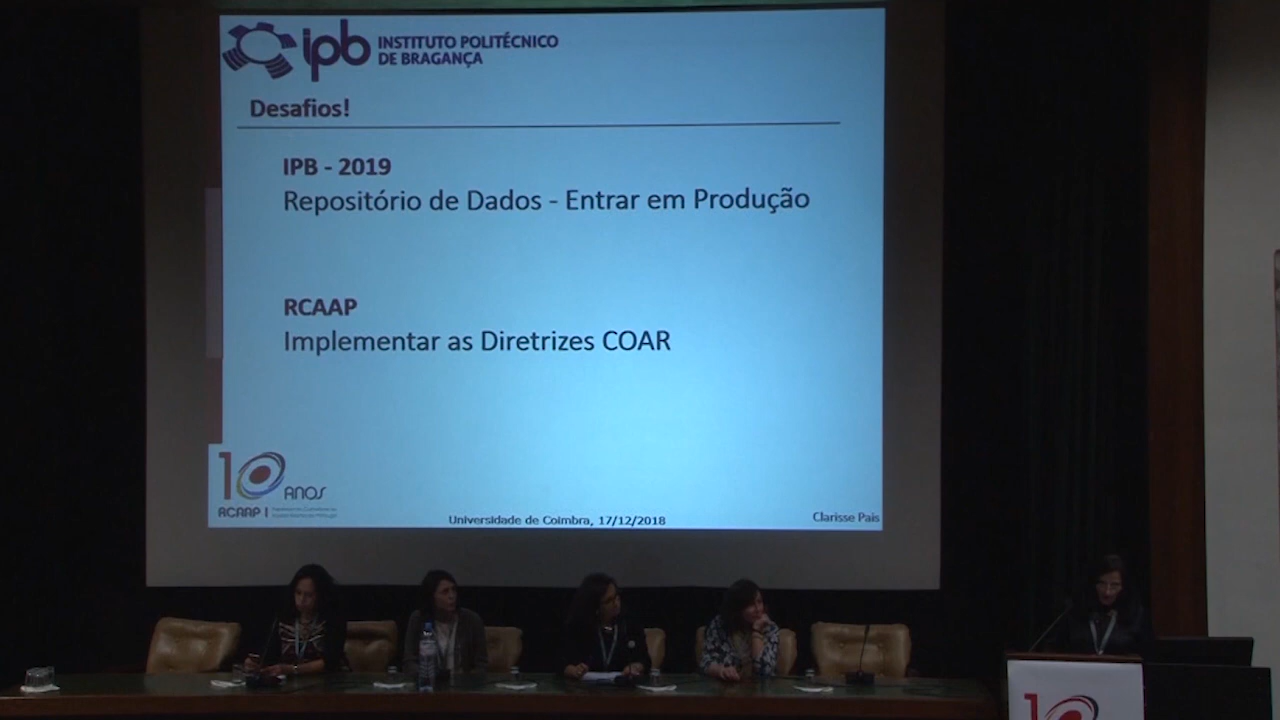 ipb INSTITUTO POLITÉCNICO
DE BRAGANÇA
Desafios!
IPB - 2019
Repositório de Dados - Entrar em Produção
RCAAP
Implementar as Diretrizes COAR
10 ANOS
RCAAP
Universidade de Coimbra, 17/12/2018
Clarisse Pais
10